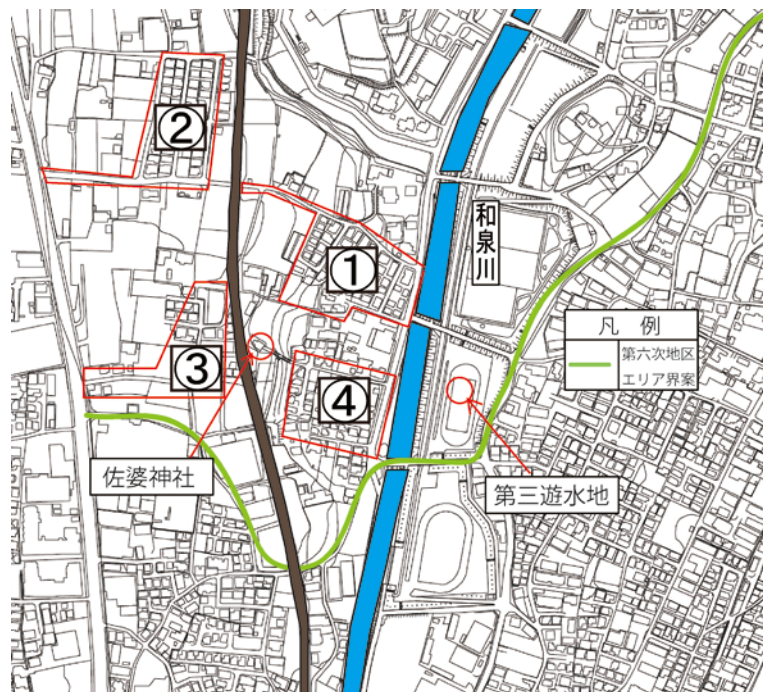 ②
①
和泉川
凡 例
第六次地区
エリア界案
③
④
佐婆神社
第三遊水地